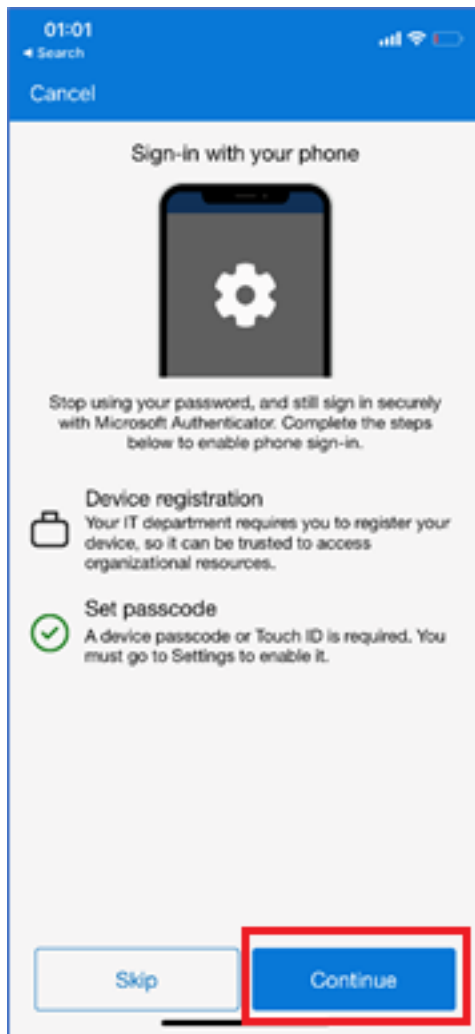 01:01
◀ Search
Cancel
Sign-in with your phone
Stop using your password, and still sign in securely
with Microsoft Authenticator. Complete the steps
below to enable phone sign-in.
Device registration
Your IT department requires you to register your
device, so it can be trusted to access
organizational resources.
Set passcode
A device passcode or Touch ID is required. You
must go to Settings to enable it.
Skip
Continue